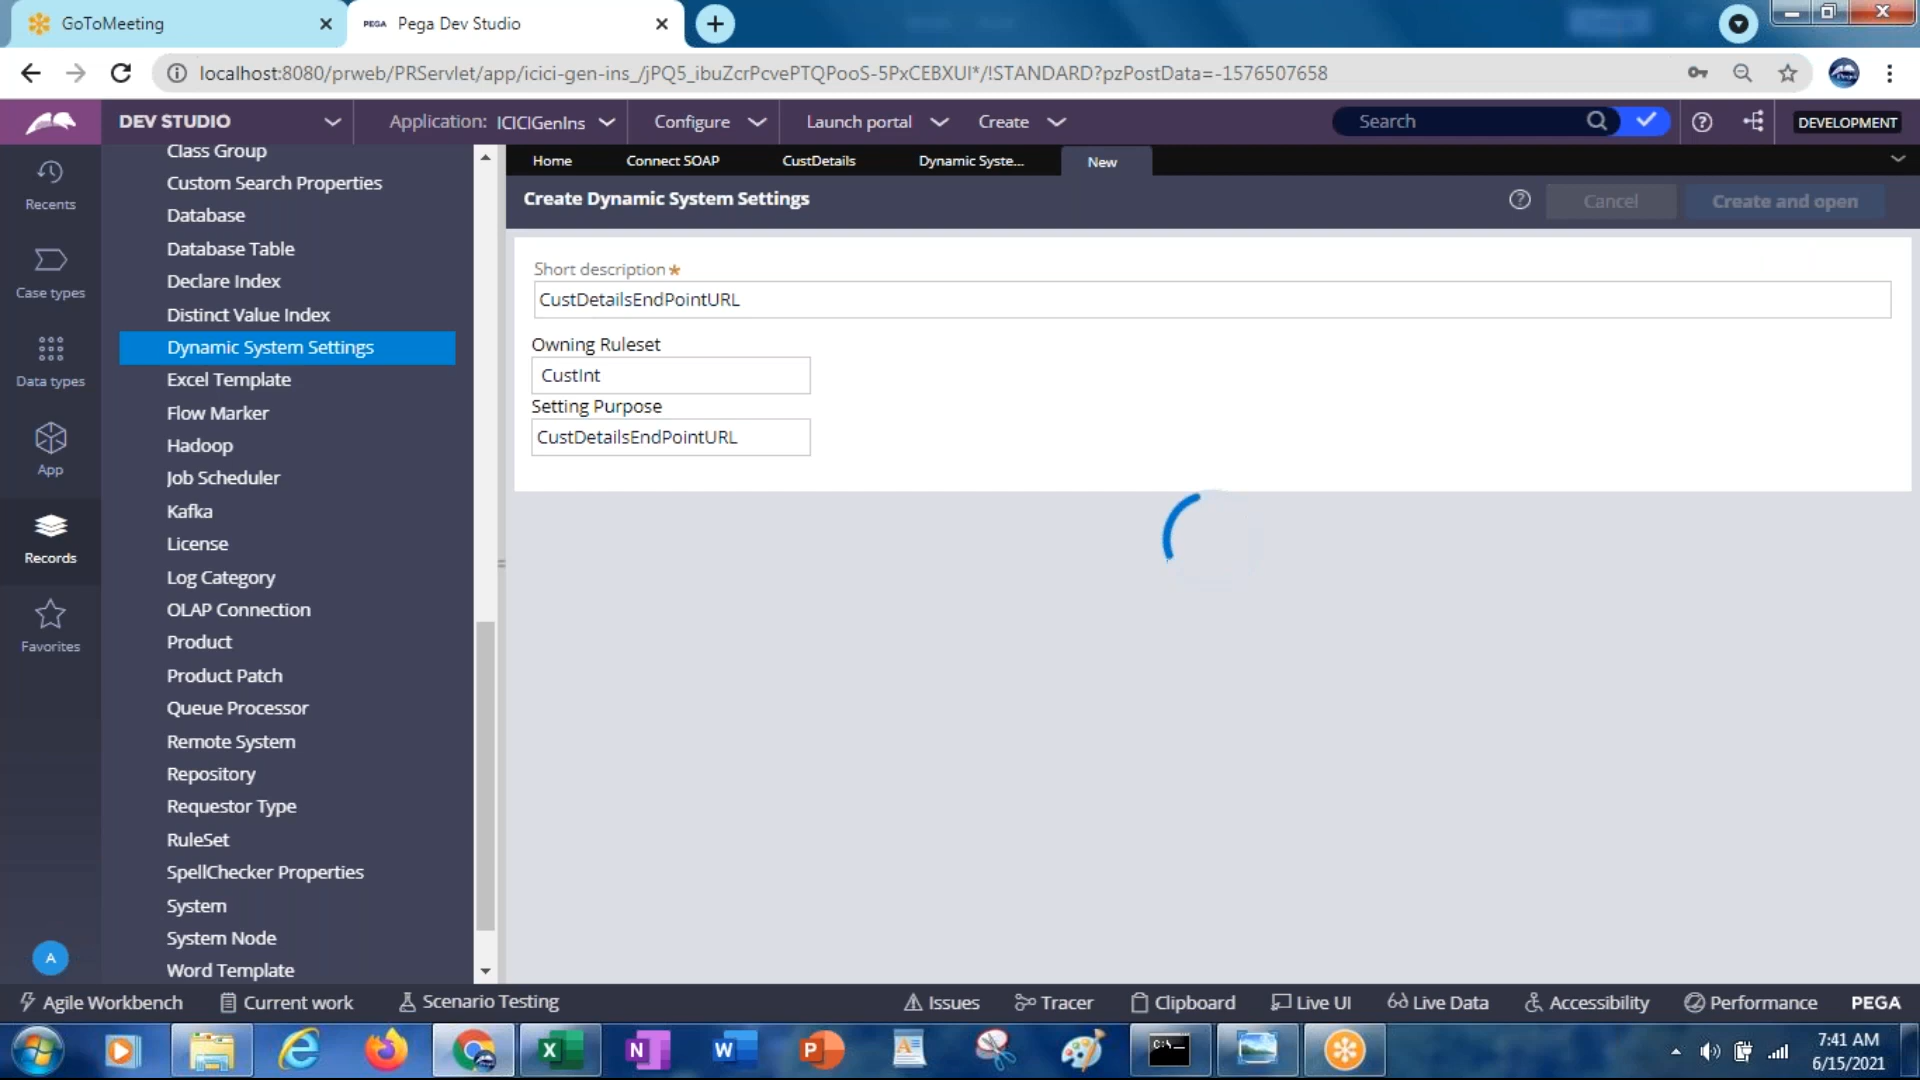 GoToMeeting
PEGA Pega Dev Studio
localhost:8080/prweb/PRServlet/app/icici-gen-ins_/jPQ5_ibuZcrPcvePTQPooS-5PxCEBXUI*/!STANDARD?pzPostData=-1576507658
DEV STUDIO
Application: ICICIGenIns
Configure
Launch portal
Create
Search
DEVELOPMENT
Recents
Case types
Data types
App
Records
Favorites
A
Class Group
Custom Search Properties
Database
Database Table
Declare Index
Distinct Value Index
Dynamic System Settings
Excel Template
Flow Marker
Hadoop
Job Scheduler
Kafka
License
Log Category
OLAP Connection
Product
Product Patch
Queue Processor
Remote System
Repository
Requestor Type
RuleSet
SpellChecker Properties
System
System Node
Word Template
Home
Connect SOAP
CustDetails
Dynamic Syste...
New
Create Dynamic System Settings
Cancel
Create and open
Short description ★
CustDetailsEndPointURL
Owning Ruleset
CustInt
Setting Purpose
CustDetailsEndPointURL
Agile Workbench
Current work
Scenario Testing
Issues
Tracer
Clipboard
Live UI
Live Data
Accessibility
Performance
PEGA
7:41 AM
6/15/2021